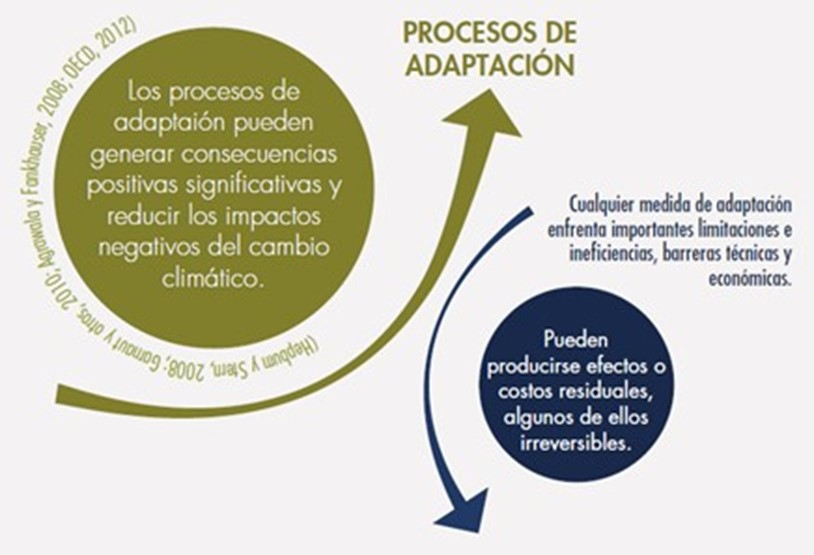 PROCESOS DE
ADAPTACIÓN
Los procesos de
adaptaión pueden
generar consecuencias
positivas significativas y
reducir los impactos
negativos del cambio
climático.
(Hepburn y Stern, 2008; Garnaut y otros, 2010; Agrawala y Fankhauser, 2008; OECD, 2012)
Cualquier medida de adaptación
enfrenta importantes limitaciones e
ineficiencias, barreras técnicas y
económicas.
Pueden
producirse efectos o
costos residuales,
algunos de ellos
irreversibles.